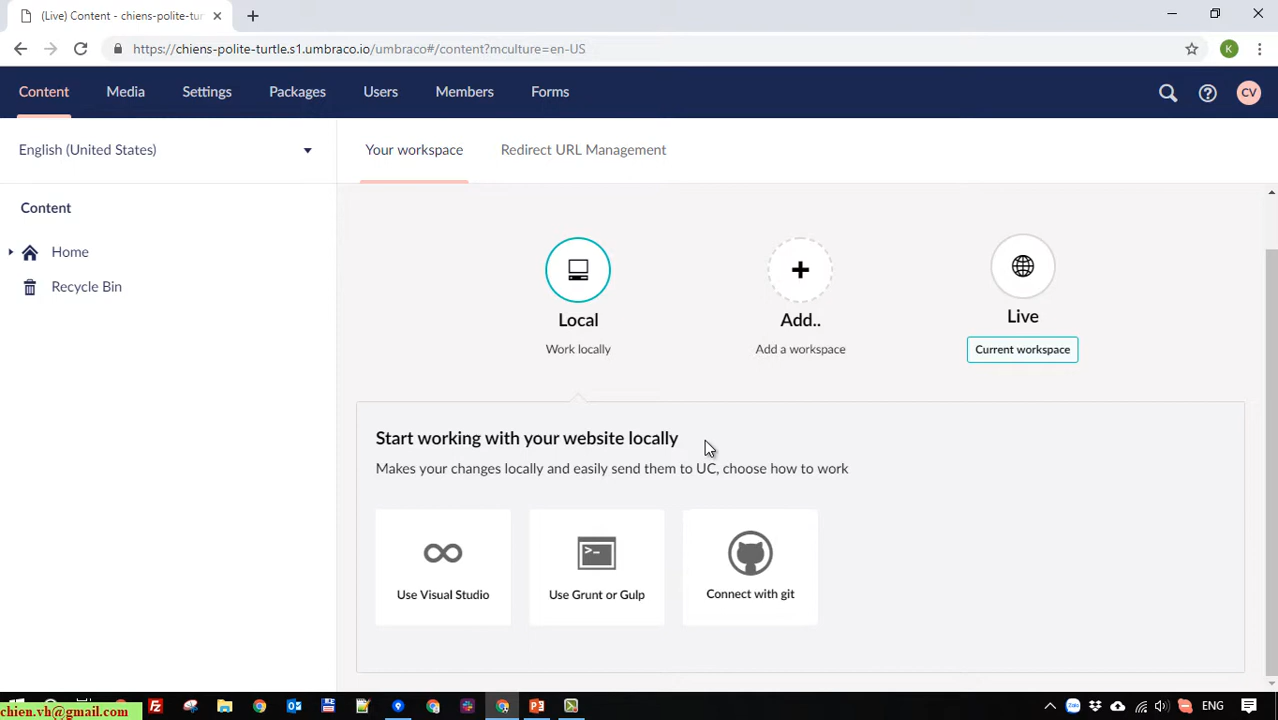 (Live) Content - chiens-polite-tur
https://chiens-polite-turtle.s1.umbraco.io/umbraco#/content?mculture=en-US
K
Content
Media
Settings
Packages
Users
Members
Forms
CV
English (United States)
Your workspace
Redirect URL Management
Content
Home
Recycle Bin
Local
Work locally
Add..
Add a workspace
Live
Current workspace
Start working with your website locally
Makes your changes locally and easily send them to UC, choose how to work
Use Visual Studio
Use Grunt or Gulp
Connect with git
chien.vh@gmail.com
ENG